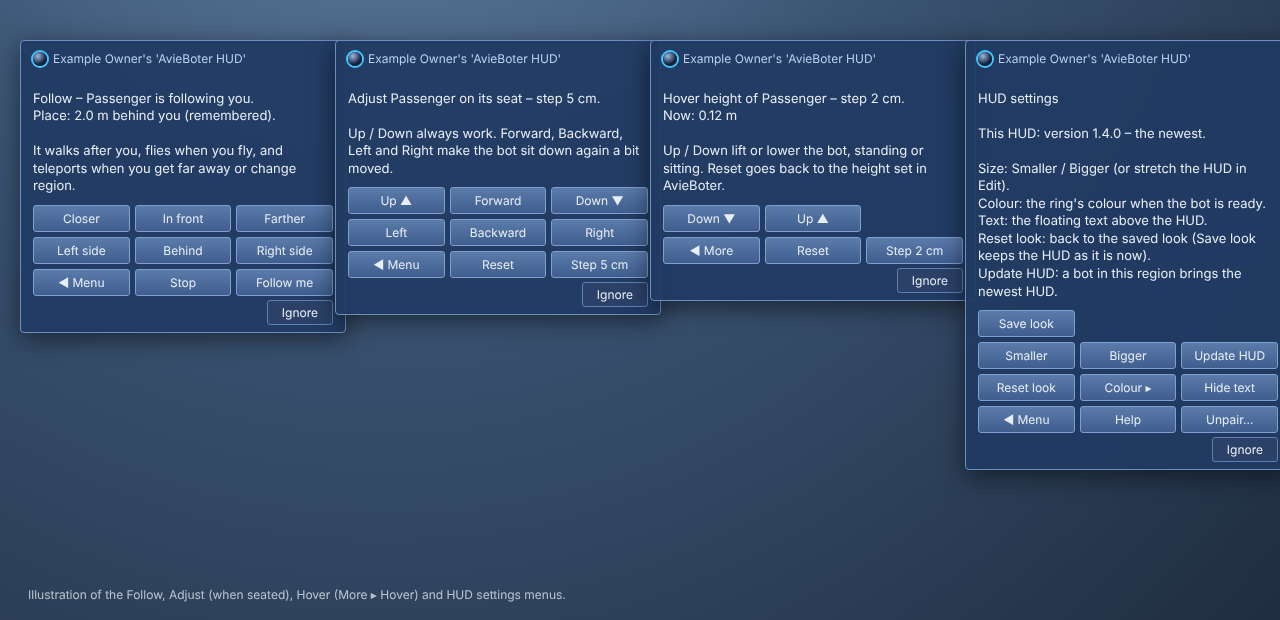 Example Owner's 'AvieBoter HUD'
Follow – Passenger is following you.
Place: 2.0 m behind you (remembered).
It walks after you, flies when you fly, and
teleports when you get far away or change
region.
Closer
In front
Farther
Left side
Behind
Right side
◀ Menu
Stop
Follow me
Ignore
Example Owner's 'AvieBoter HUD'
Adjust Passenger on its seat – step 5 cm.
Up / Down always work. Forward, Backward,
Left and Right make the bot sit down again a bit
moved.
Up ▲
Forward
Down ▼
Left
Backward
Right
◀ Menu
Reset
Step 5 cm
Ignore
Example Owner's 'AvieBoter HUD'
Hover height of Passenger – step 2 cm.
Now: 0.12 m
Up / Down lift or lower the bot, standing or
sitting. Reset goes back to the height set in
AvieBoter.
Down ▼
Up ▲
◀ More
Reset
Step 2 cm
Ignore
Example Owner's 'AvieBoter HUD'
HUD settings
This HUD: version 1.4.0 – the newest.
Size: Smaller / Bigger (or stretch the HUD in
Edit).
Colour: the ring's colour when the bot is ready.
Text: the floating text above the HUD.
Reset look: back to the saved look (Save look
keeps the HUD as it is now).
Update HUD: a bot in this region brings the
newest HUD.
Save look
Smaller
Bigger
Update HUD
Reset look
Colour ▸
Hide text
◀ Menu
Help
Unpair...
Ignore
Illustration of the Follow, Adjust (when seated), Hover (More ▸ Hover) and HUD settings menus.